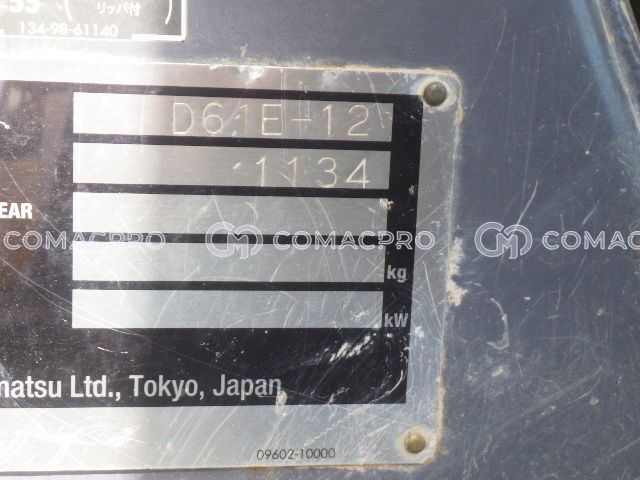 リッパ付
134-98-61140
D61E-12
1134
EAR
COMACPRO COMACPRO COMACPRO
kg
kW
matsu Ltd., Tokyo, Japan
09602-10000